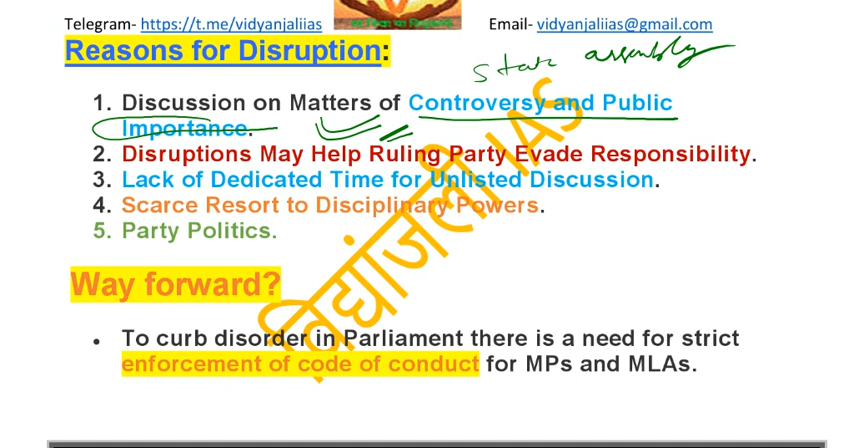 Telegram- https://t.me/vidyanjaliias Email- vidyanjaliias@gmail.com
Reasons for Disruption:
State assembly
1. Discussion on Matters of Controversy and Public
Importance.
2. Disruptions May Help Ruling Party Evade Responsibility.
3. Lack of Dedicated Time for Unlisted Discussion.
4. Scarce Resort to Disciplinary Powers.
5. Party Politics.
विद्यांजली IAS
Way forward?
• To curb disorder in Parliament there is a need for strict
enforcement of code of conduct for MPs and MLAs.